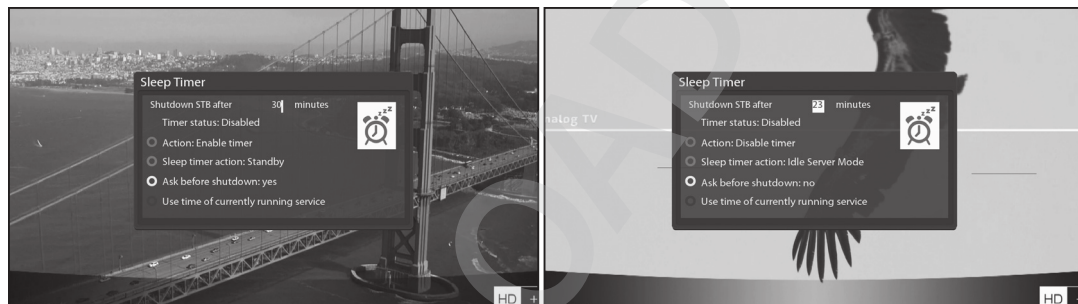 Sleep Timer
Shutdown STB after 30 minutes
Timer status: Disabled
Action: Enable timer
Sleep timer action: Standby
Ask before shutdown: yes
Use time of currently running service
HD +
nalog TV
Sleep Timer
Shutdown STB after 23 minutes
Timer status: Disabled
Action: Disable timer
Sleep timer action: Idle Server Mode
Ask before shutdown: no
Use time of currently running service
HD